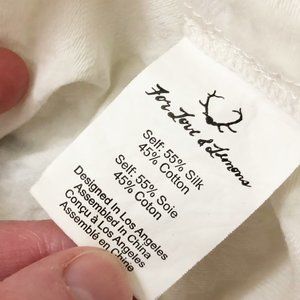 For Love & Lemons
Self: 55% Silk
45% Cotton
Self: 55% Soie
45% Coton
Designed In Los Angeles
Assembled In China
Conçu à Los Angeles
Assemblé en Chine